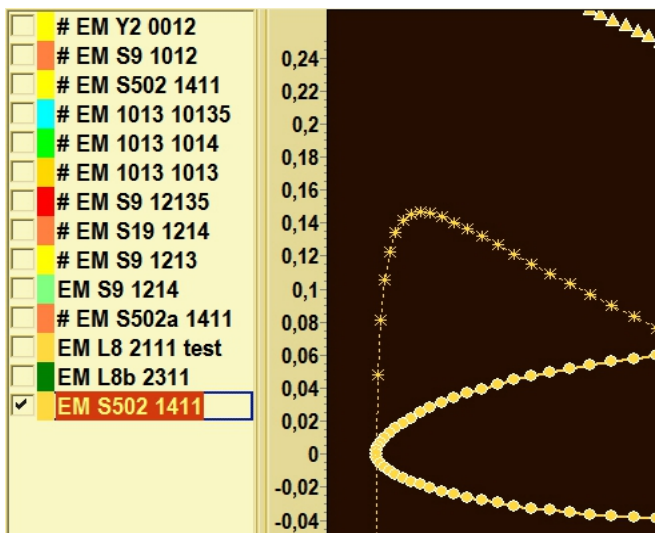 # EM Y2 0012
# EM S9 1012
# EM S502 1411
# EM 1013 10135
# EM 1013 1014
# EM 1013 1013
# EM S9 12135
# EM S19 1214
# EM S9 1213
EM S9 1214
# EM S502a 1411
EM L8 2111 test
EM L8b 2311
EM S502 1411
0,24
0,22
0,2
0,18
0,16
0,14
0,12
0,1
0,08
0,06
0,04
0,02
0
-0,02
-0,04